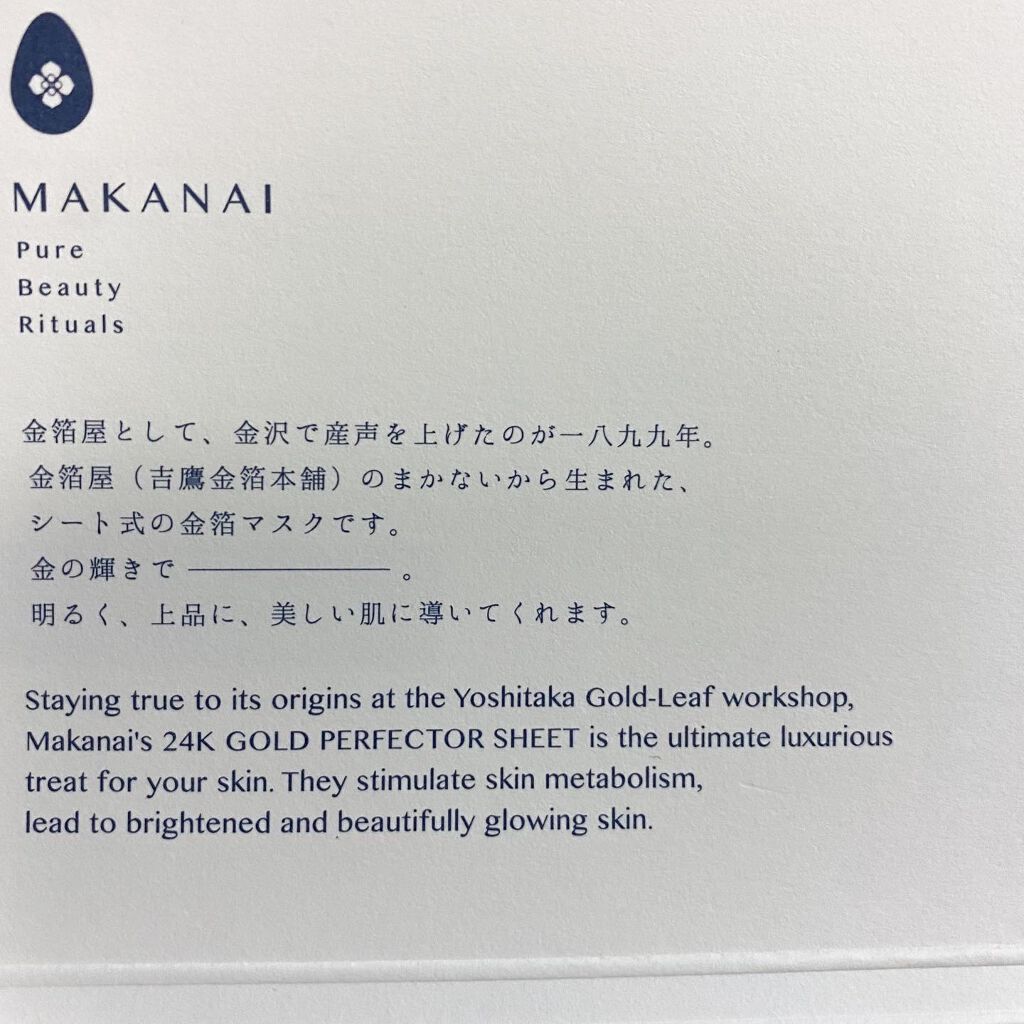 MAKANAI
Pure
Beauty
Rituals
金箔屋として、金沢で産声を上げたのが一八九九年。
金箔屋（吉鷹金箔本舗）のまかないから生まれた、
シート式の金箔マスクです。
金の輝きで ―――――― 。
明るく、上品に、美しい肌に導いてくれます。
Staying true to its origins at the Yoshitaka Gold-Leaf workshop,
Makanai's 24K GOLD PERFECTOR SHEET is the ultimate luxurious
treat for your skin. They stimulate skin metabolism,
lead to brightened and beautifully glowing skin.